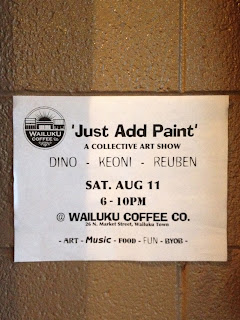 WAILUKU
COFFEE Co.
'Just Add Paint'
A COLLECTIVE ART SHOW
DINO - KEONI - REUBEN
SAT. AUG 11
6 - 10PM
@ WAILUKU COFFEE CO.
26 N. Market Street, Wailuku Town
- ART - Music - FOOD - FUN - BYOB -